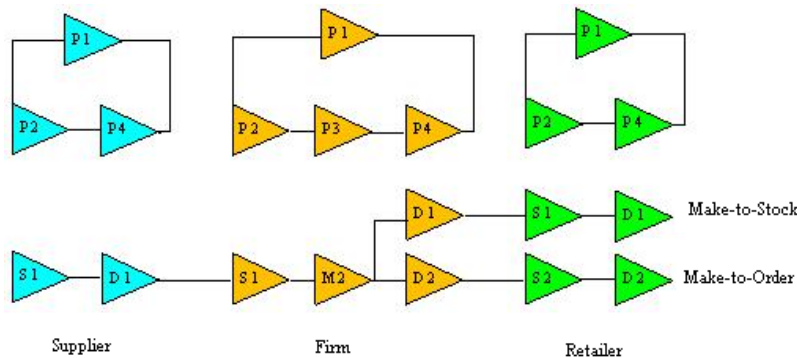 P1 P1 P1
P2 P4 P2 P3 P4 P2 P4
D1 S1 D1 Make-to-Stock
S1 D1 S1 M2 D2 S2 D2 Make-to-Order
Supplier Firm Retailer